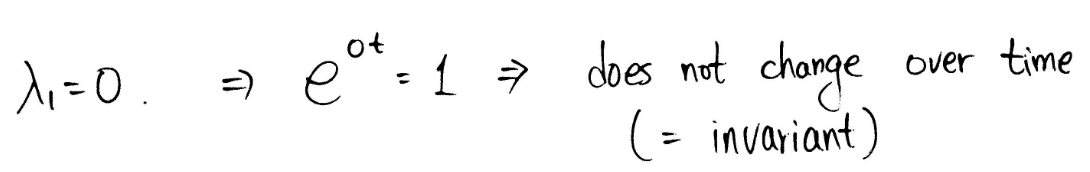 λ₁=0. ⇒ e^{0t} = 1 ⇒ does not change over time
(= invariant)